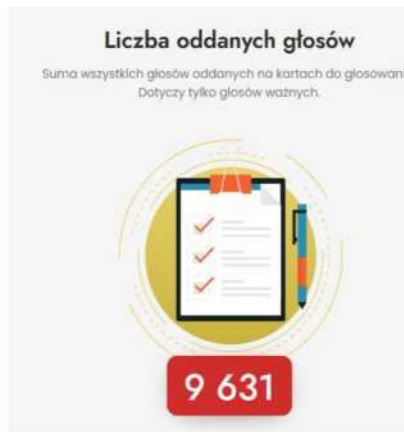 Liczba oddanych głosów
Suma wszystkich głosów oddanych na kartach do głosowani
Dotyczy tylko głosów ważnych.
9 631